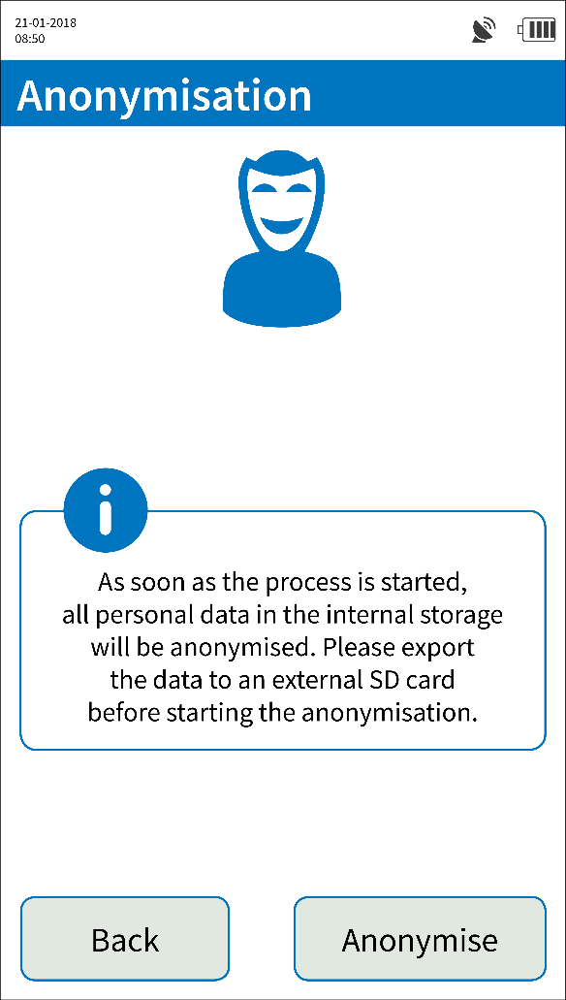 21-01-2018
08:50
Anonymisation
As soon as the process is started,
all personal data in the internal storage
will be anonymised. Please export
the data to an external SD card
before starting the anonymisation.
Back
Anonymise